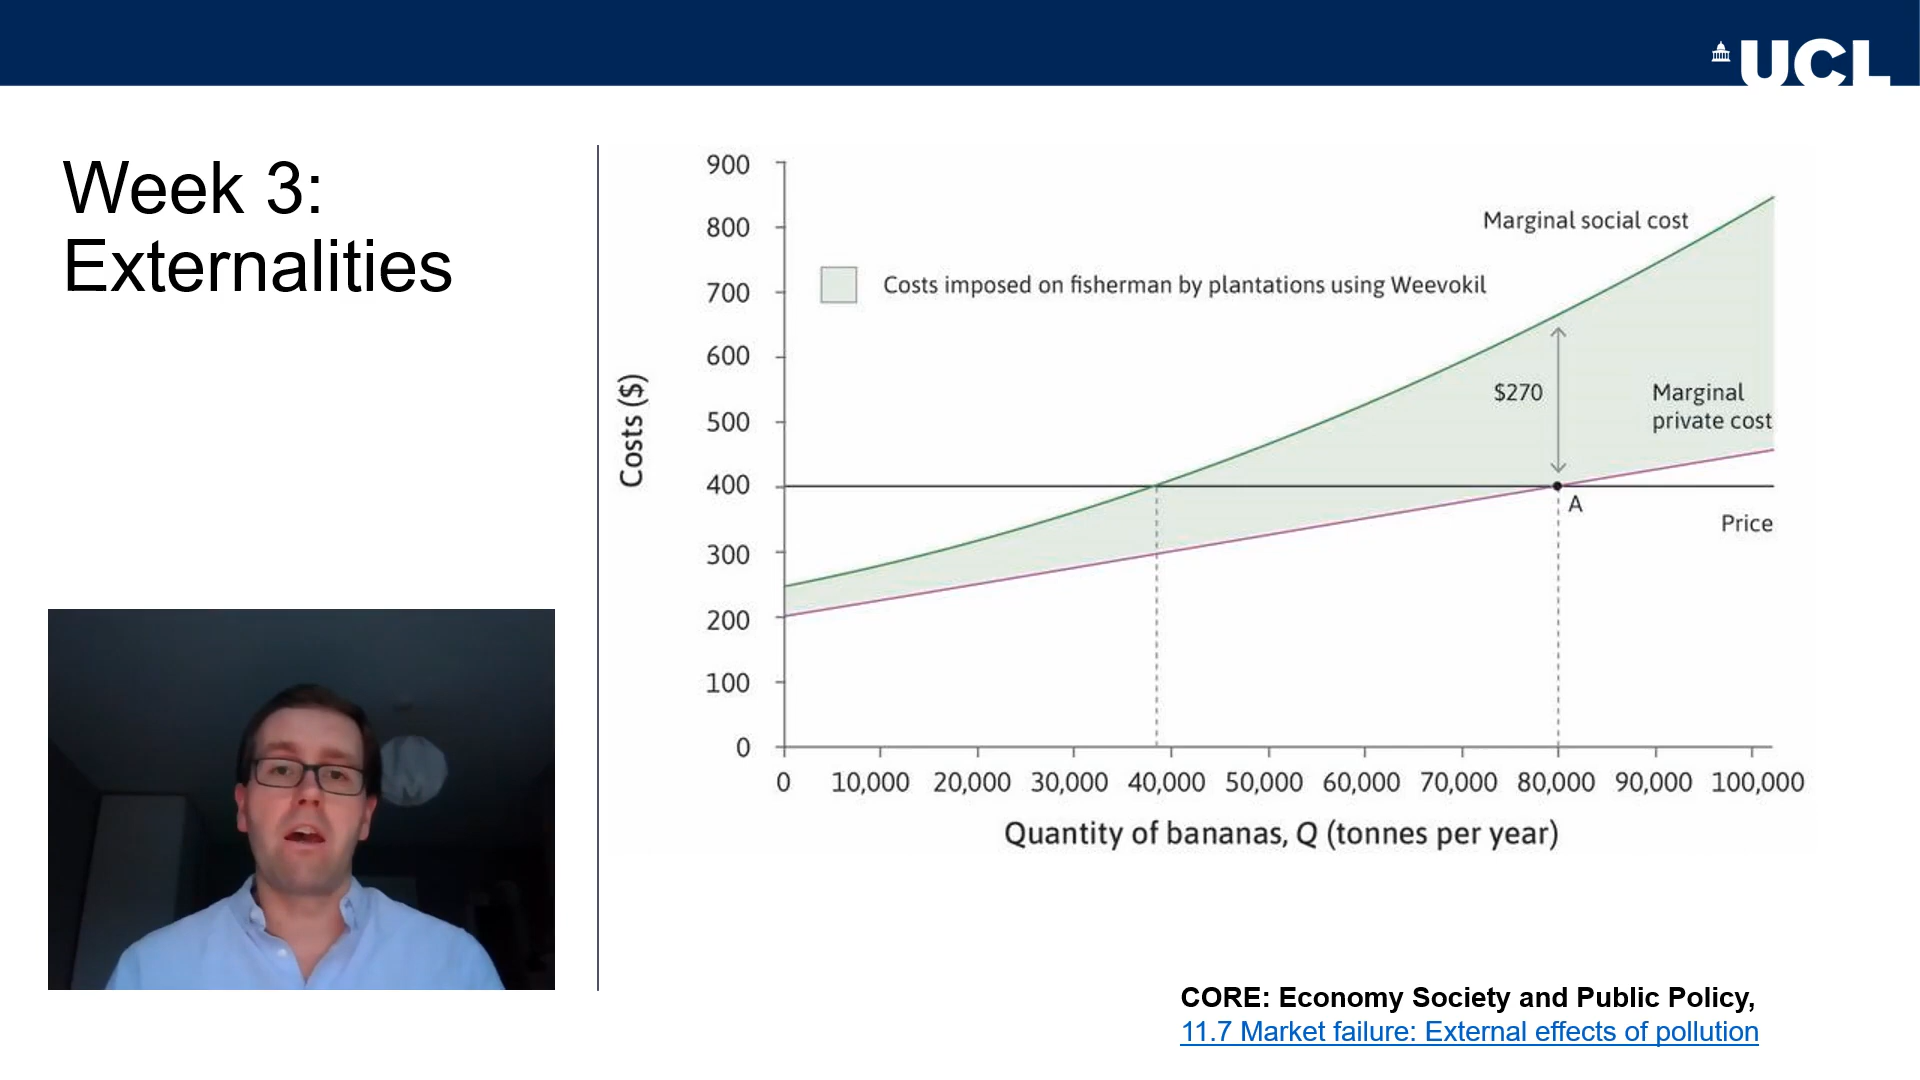 UCL
Week 3:
Externalities
900
800
700
600
500
400
300
200
100
0
Costs ($)
Marginal social cost
Costs imposed on fisherman by plantations using Weevokil
$270
Marginal
private cost
A
Price
0 10,000 20,000 30,000 40,000 50,000 60,000 70,000 80,000 90,000 100,000
Quantity of bananas, Q (tonnes per year)
CORE: Economy Society and Public Policy,
11.7 Market failure: External effects of pollution